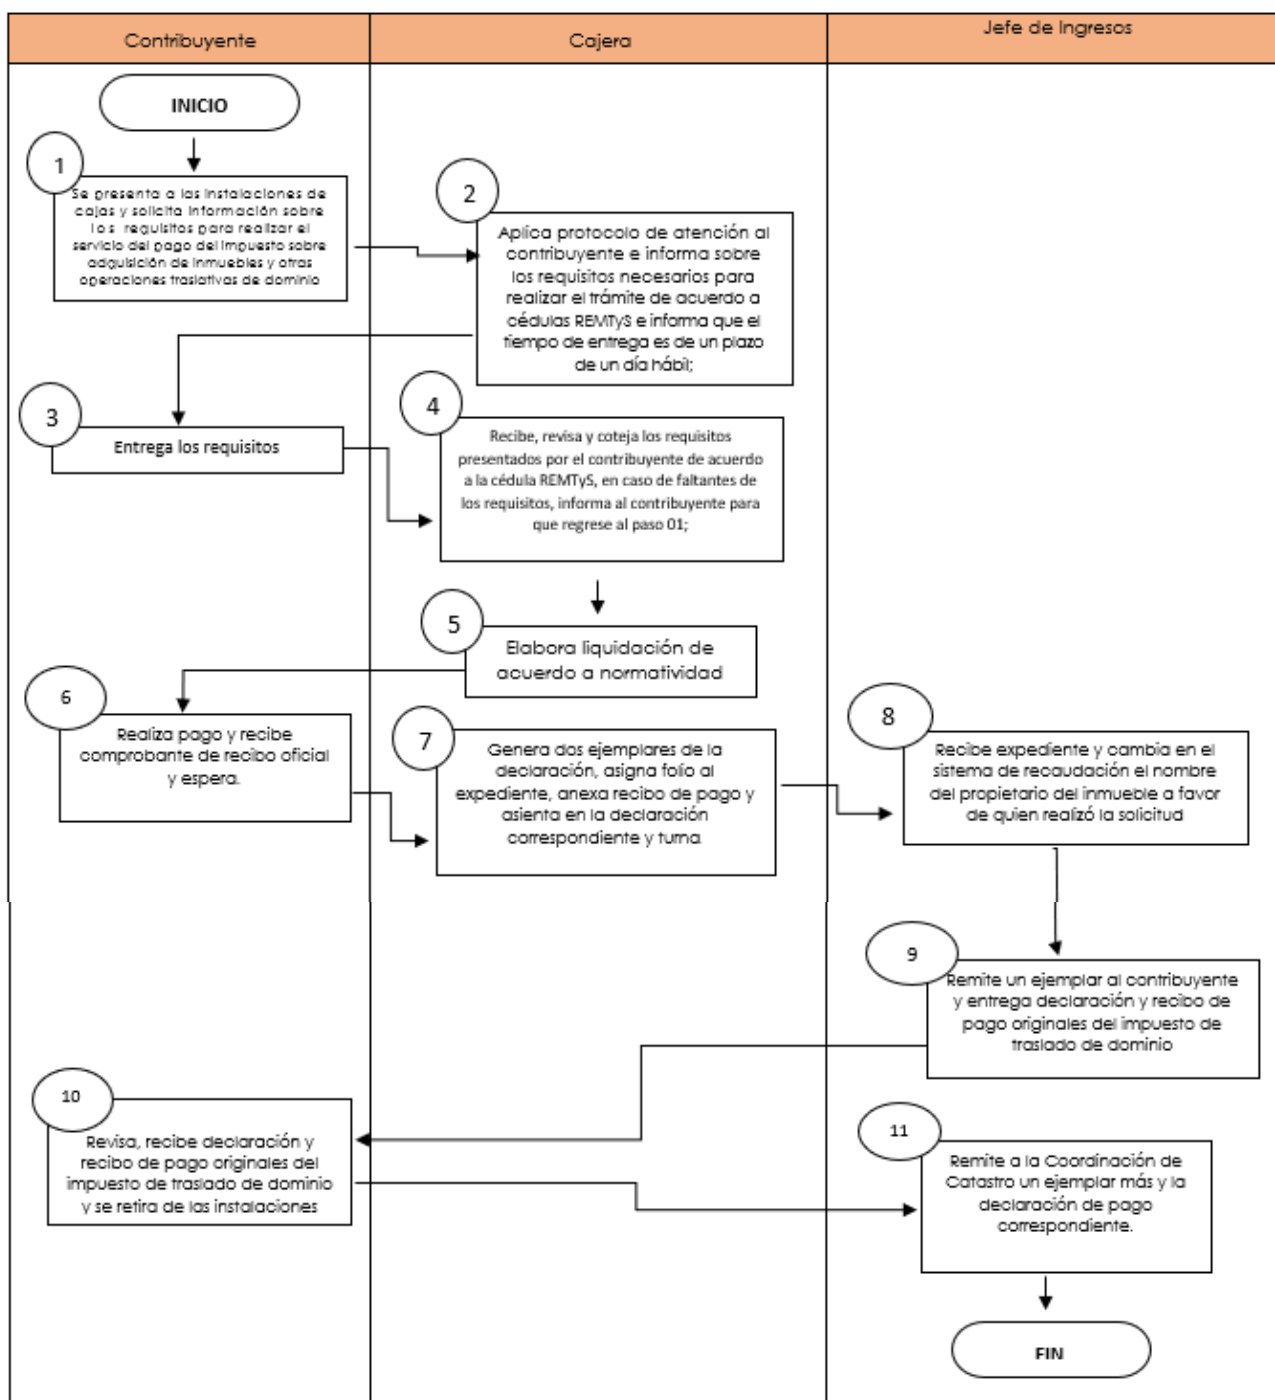 Contribuyente
Cajera
Jefe de Ingresos
INICIO
1
Se presenta a las instalaciones de
cajas y solicita información sobre
los requisitos para realizar el
servicio del pago del impuesto sobre
adquisición de inmuebles y otras
operaciones traslativas de dominio
2
Aplica protocolo de atención al
contribuyente e informa sobre
los requisitos necesarios para
realizar el trámite de acuerdo a
cédulas REMTyS e informa que el
tiempo de entrega es de un plazo
de un día hábil;
3
Entrega los requisitos
4
Recibe, revisa y coteja los requisitos
presentados por el contribuyente de acuerdo
a la cédula REMTyS, en caso de faltantes de
los requisitos, informa al contribuyente para
que regrese al paso 01;
5
Elabora liquidación de
acuerdo a normatividad
6
Realiza pago y recibe
comprobante de recibo oficial
y espera.
7
Genera dos ejemplares de la
declaración, asigna folio al
expediente, anexa recibo de pago y
asienta en la declaración
correspondiente y turna
8
Recibe expediente y cambia en el
sistema de recaudación el nombre
del propietario del inmueble a favor
de quien realizó la solicitud
9
Remite un ejemplar al contribuyente
y entrega declaración y recibo de
pago originales del impuesto de
traslado de dominio
10
Revisa, recibe declaración y
recibo de pago originales del
impuesto de traslado de dominio
y se retira de las instalaciones
11
Remite a la Coordinación de
Catastro un ejemplar más y la
declaración de pago
correspondiente.
FIN